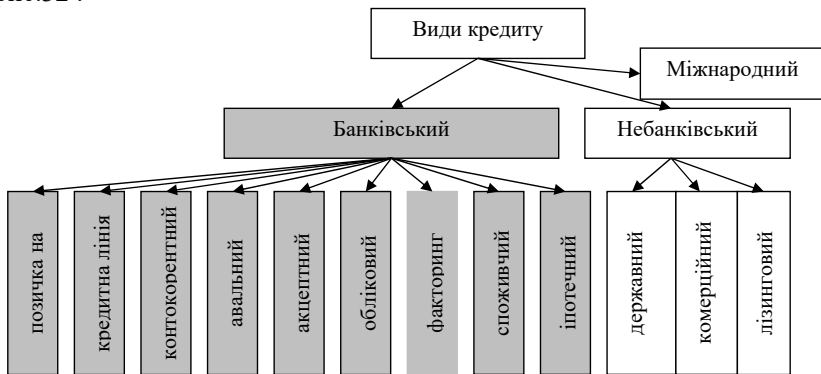 Види кредиту
Міжнародний
Банківський
Небанківський
позичка на
кредитна лінія
контокорентний
авальний
акцептний
обліковий
факторинг
споживчий
іпотечний
державний
комерційний
лізинговий